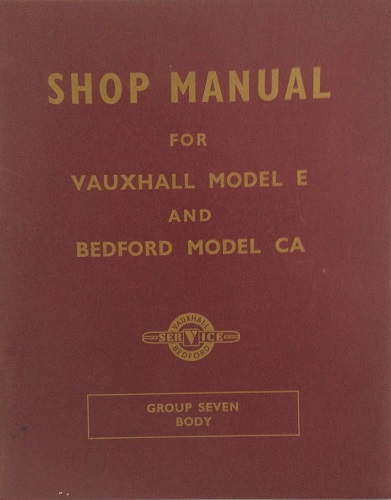 SHOP MANUAL
FOR
VAUXHALL MODEL E
AND
BEDFORD MODEL CA
VAUXHALL
SERVICE
BEDFORD
GROUP SEVEN
BODY